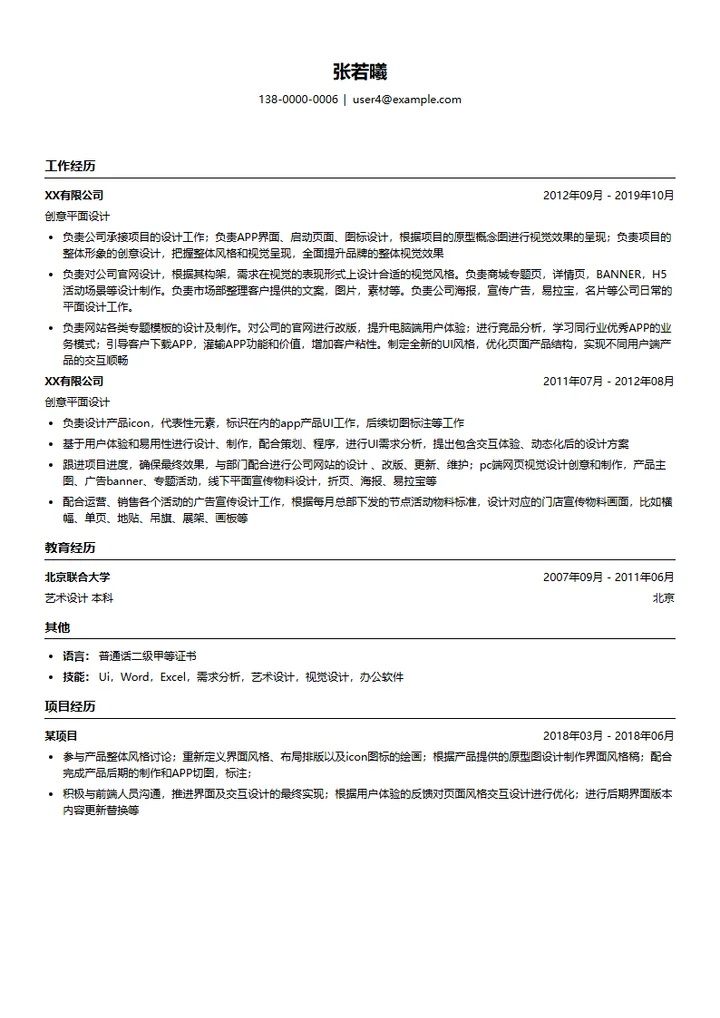 张若曦
138-0000-0006 | user4@example.com
工作经历
XX有限公司 2012年09月 - 2019年10月
创意平面设计
• 负责公司承接项目的设计工作；负责APP界面、启动页面、图标设计，根据项目的原型概念图进行视觉效果的呈现；负责项目的
整体形象的创意设计，把握整体风格和视觉呈现，全面提升品牌的整体视觉效果
• 负责对公司官网设计，根据其构架，需求在视觉的表现形式上设计合适的视觉风格。负责商城专题页，详情页，BANNER，H5
活动场景等设计制作。负责市场部整理客户提供的文案，图片，素材等。负责公司海报，宣传广告，易拉宝，名片等公司日常的
平面设计工作。
• 负责网站各类专题模板的设计及制作。对公司的官网进行改版，提升电脑端用户体验；进行竞品分析，学习同行业优秀APP的业
务模式；引导客户下载APP，灌输APP功能和价值，增加客户粘性。制定全新的UI风格，优化页面产品结构，实现不同用户端产
品的交互顺畅
XX有限公司 2011年07月 - 2012年08月
创意平面设计
• 负责设计产品icon，代表性元素，标识在内的app产品UI工作，后续切图标注等工作
• 基于用户体验和易用性进行设计、制作，配合策划、程序，进行UI需求分析，提出包含交互体验、动态化后的设计方案
• 跟进项目进度，确保最终效果，与部门配合进行公司网站的设计 、改版、更新、维护；pc端网页视觉设计创意和制作，产品主
图、广告banner、专题活动，线下平面宣传物料设计，折页、海报、易拉宝等
• 配合运营、销售各个活动的广告宣传设计工作，根据每月总部下发的节点活动物料标准，设计对应的门店宣传物料画面，比如横
幅、单页、地贴、吊旗、展架、画板等
教育经历
北京联合大学 2007年09月 - 2011年06月
艺术设计 本科 北京
其他
• 语言： 普通话二级甲等证书
• 技能： Ui，Word，Excel，需求分析，艺术设计，视觉设计，办公软件
项目经历
某项目 2018年03月 - 2018年06月
• 参与产品整体风格讨论；重新定义界面风格、布局排版以及icon图标的绘画；根据产品提供的原型图设计制作界面风格稿；配合
完成产品后期的制作和APP切图，标注；
• 积极与前端人员沟通，推进界面及交互设计的最终实现；根据用户体验的反馈对页面风格交互设计进行优化；进行后期界面版本
内容更新替换等